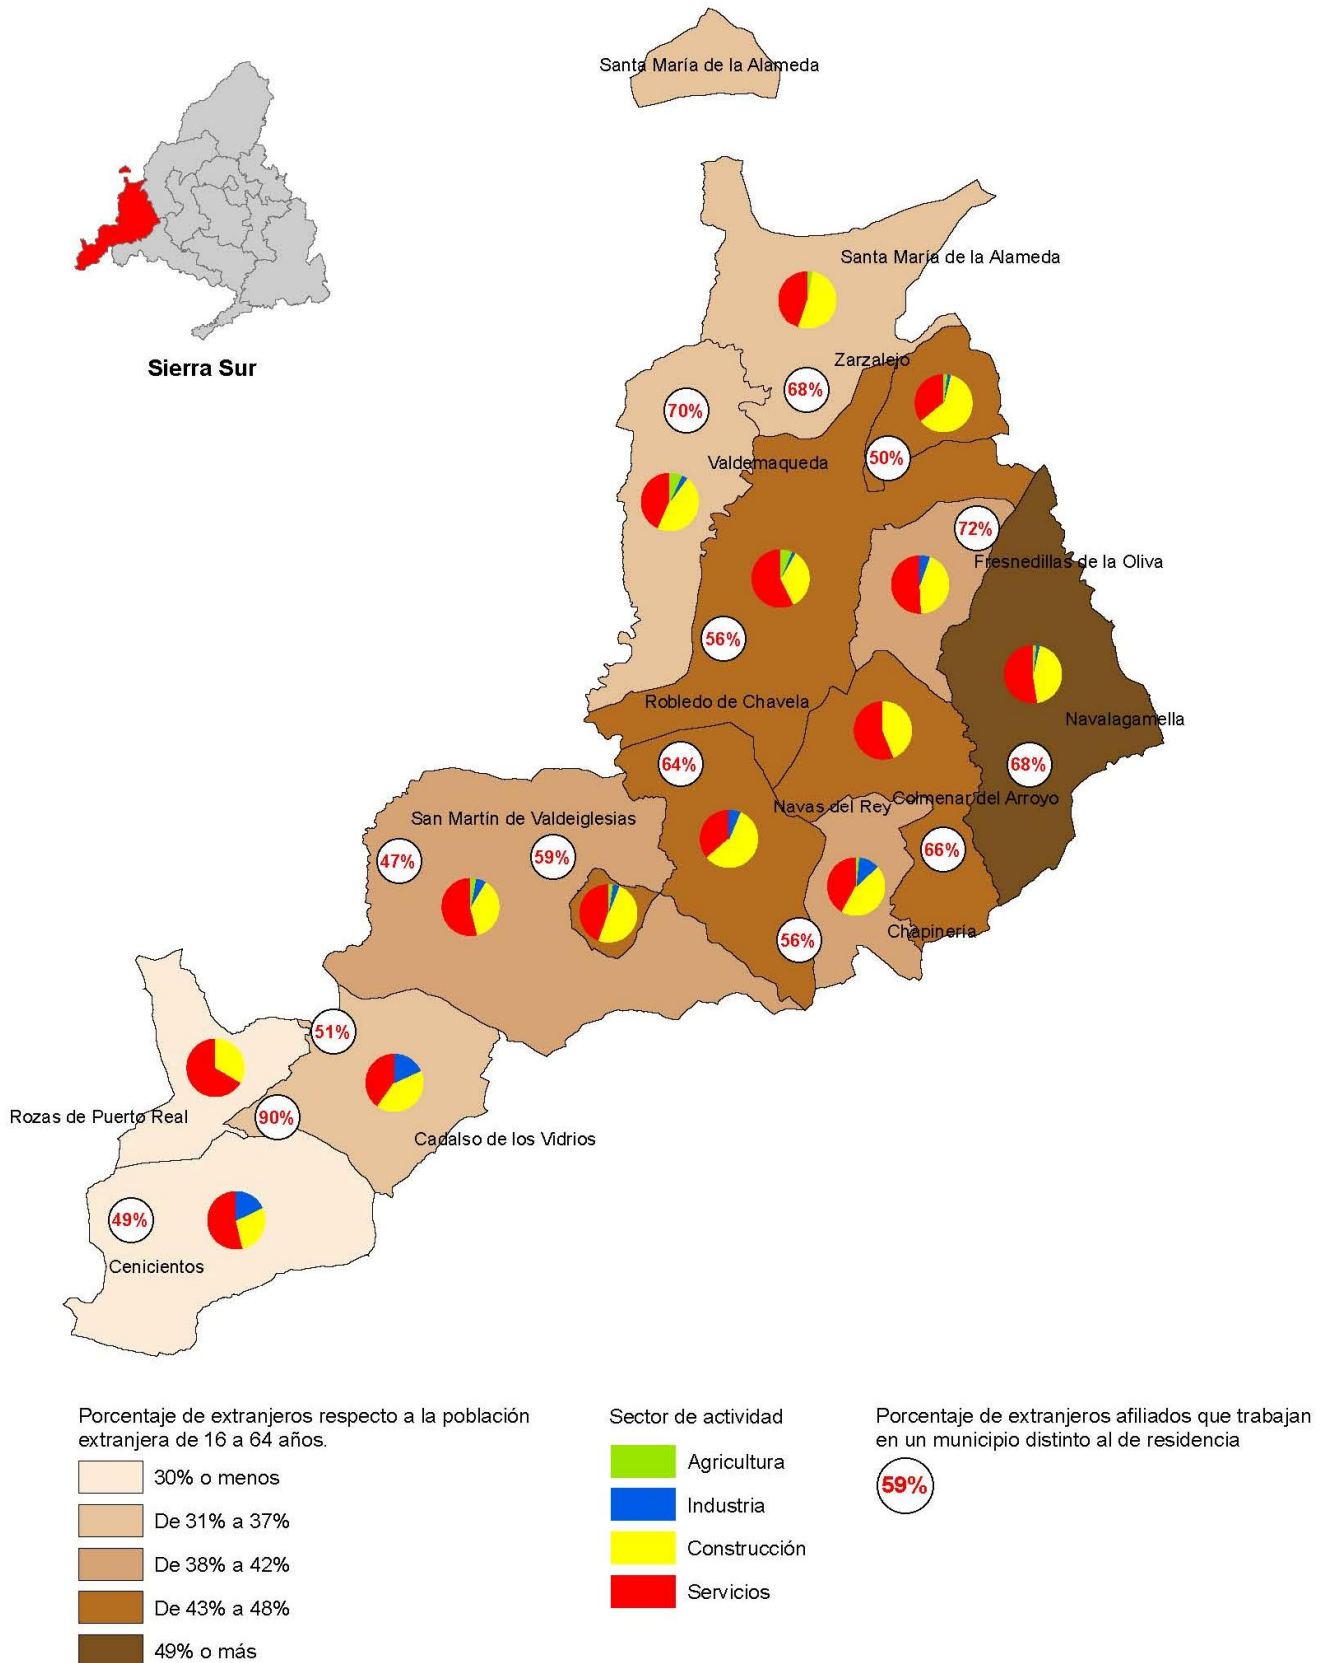 Santa María de la Alameda
Sierra Sur
Santa María de la Alameda
Zarzalejo
68%
70%
Valdemaqueda
50%
72%
Fresnedillas de la Oliva
56%
Robledo de Chavela
Navalagamella
64%
68%
Colmenar del Arroyo
Navas del Rey
San Martín de Valdeiglesias
47%
59%
66%
Chapinería
56%
51%
Rozas de Puerto Real
90%
Cadalso de los Vidrios
49%
Cenicientos
Porcentaje de extranjeros respecto a la población
extranjera de 16 a 64 años.
30% o menos
De 31% a 37%
De 38% a 42%
De 43% a 48%
49% o más
Sector de actividad
Agricultura
Industria
Construcción
Servicios
Porcentaje de extranjeros afiliados que trabajan
en un municipio distinto al de residencia
59%